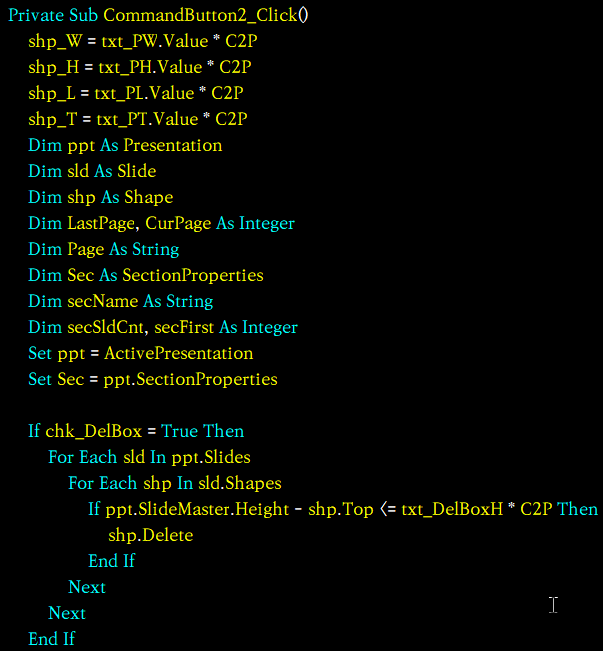 Private Sub CommandButton2_Click()
shp_W = txt_PW.Value * C2P
shp_H = txt_PH.Value * C2P
shp_L = txt_PL.Value * C2P
shp_T = txt_PT.Value * C2P
Dim ppt As Presentation
Dim sld As Slide
Dim shp As Shape
Dim LastPage, CurPage As Integer
Dim Page As String
Dim Sec As SectionProperties
Dim secName As String
Dim secSldCnt, secFirst As Integer
Set ppt = ActivePresentation
Set Sec = ppt.SectionProperties
If chk_DelBox = True Then
For Each sld In ppt.Slides
For Each shp In sld.Shapes
If ppt.SlideMaster.Height - shp.Top <= txt_DelBoxH * C2P Then
shp.Delete
End If
Next
Next
End If